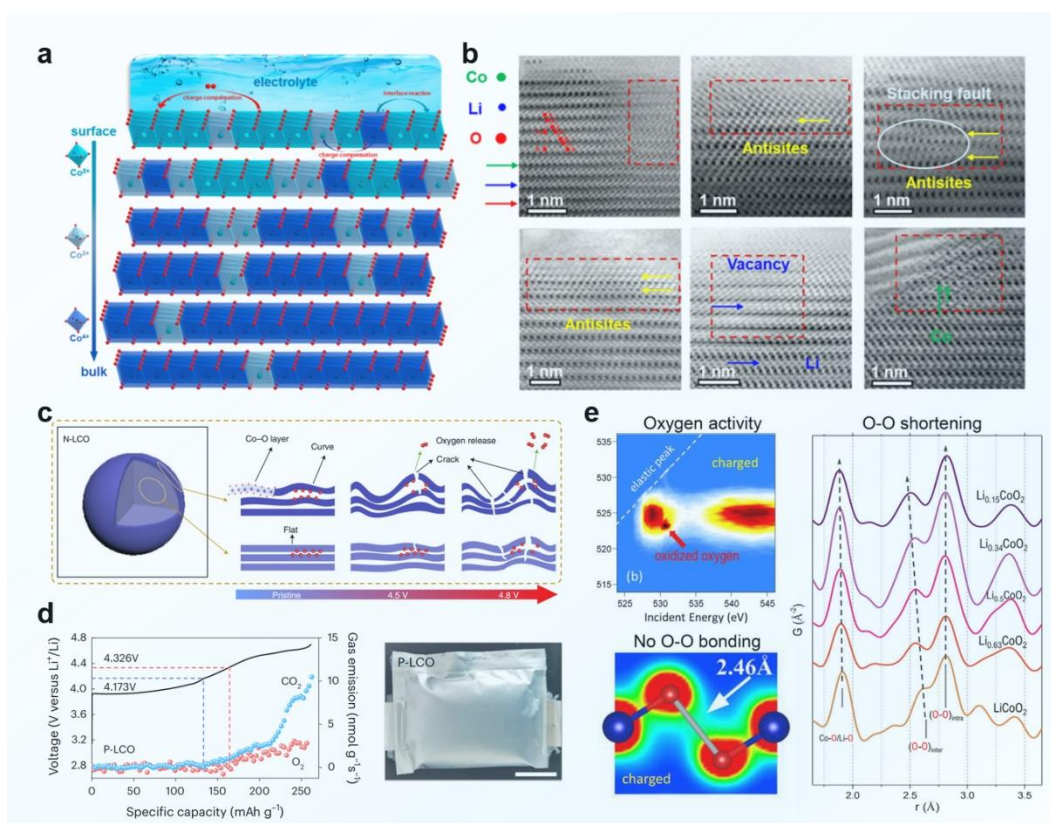 a
electrolyte
charge compensation
interface reaction
charge compensation
surface
Co²⁺
Co³⁺
Co⁴⁺
bulk
b
Co
Li
O
1 nm
Antisites
1 nm
Stacking fault
Antisites
1 nm
Antisites
1 nm
Vacancy
Li
1 nm
1 nm
c
N-LCO
Co–O layer
Curve
Oxygen release
Crack
Flat
Pristine
4.5 V
4.8 V
d
Voltage (V versus Li⁺/Li)
4.8
4.4
4.0
3.6
3.2
2.8
4.326V
4.173V
P-LCO
CO₂
O₂
15
10
5
0
Gas emission (nmol g⁻¹s⁻¹)
0
50
100
150
200
250
Specific capacity (mAh g⁻¹)
P-LCO
e
Oxygen activity
535
530
525
520
515
elastic peak
charged
oxidized oxygen
(b)
525
530
535
540
545
Incident Energy (eV)
No O-O bonding
2.46Å
charged
O-O shortening
G (Å⁻²)
Li₀.₁₅CoO₂
Li₀.₃₄CoO₂
Li₀.₅CoO₂
Li₀.₆₃CoO₂
LiCoO₂
Co-O/Li-O
(O-O)inter
(O-O)intra
2.0
2.5
3.0
3.5
r (Å)